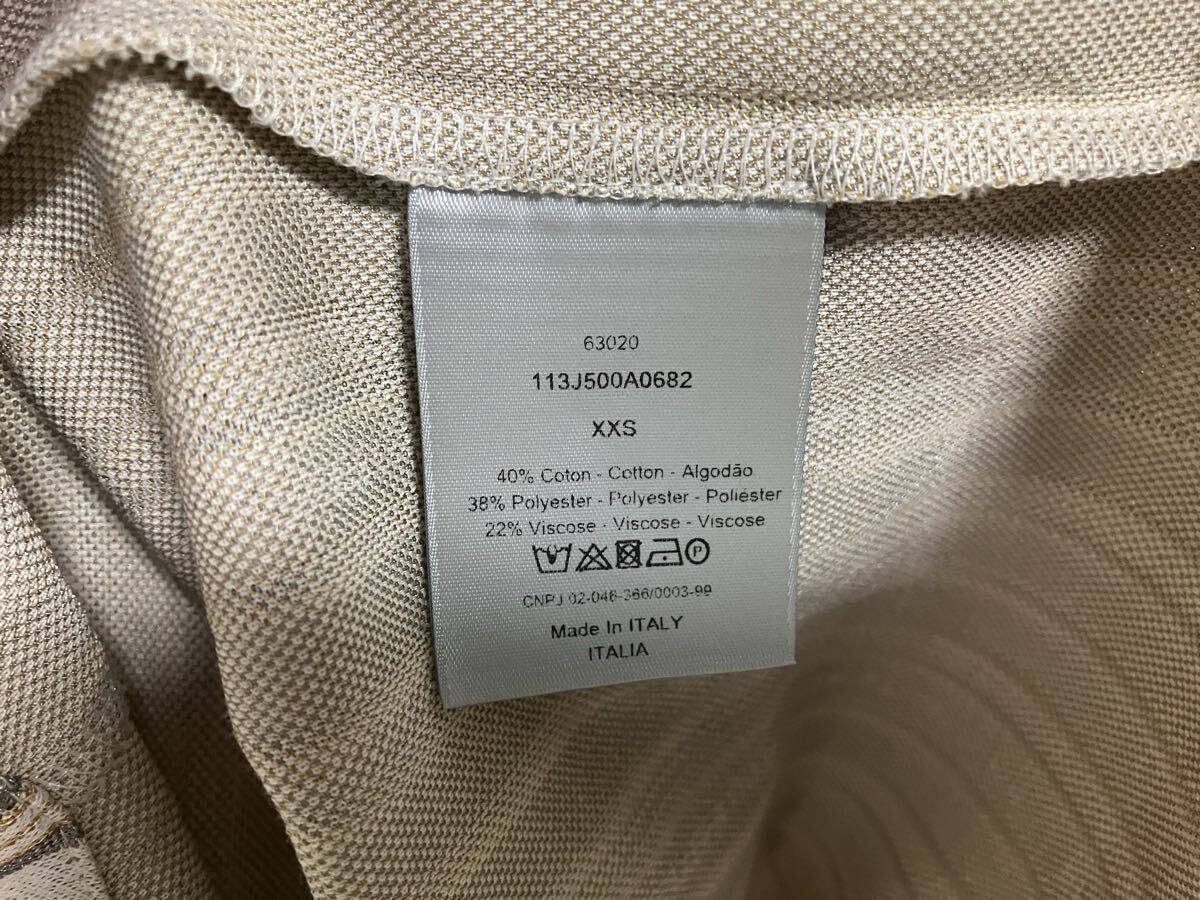 63020
113J500A0682
XXS
40% Coton - Cotton - Algodão
38% Polyester - Polyester - Poliéster
22% Viscose - Viscose - Viscose
P
CNPJ 02-046-366/0003-99
Made In ITALY
ITALIA